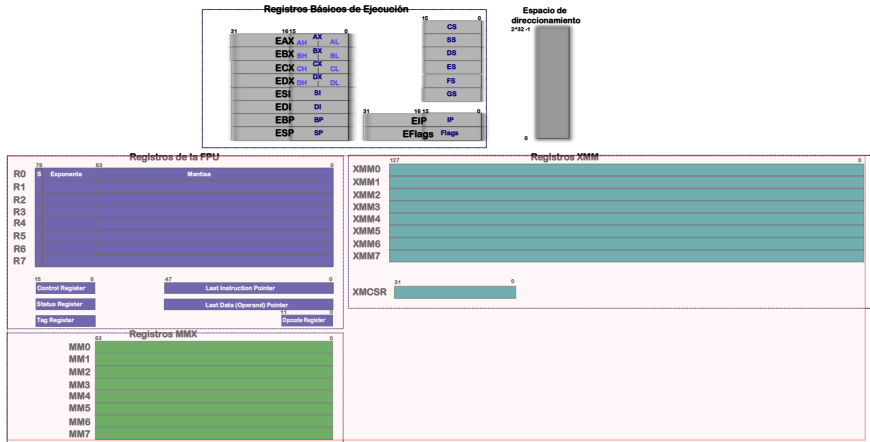 Registros Básicos de Ejecución
31 16 15 0
EAX AX AH AL
EBX BX BH BL
ECX CX CH CL
EDX DX DH DL
ESI SI
EDI DI
EBP BP
ESP SP
15 0
CS
SS
DS
ES
FS
GS
31 16 15 0
EIP IP
EFlags Flags
Espacio de
direccionamiento
2^32 -1
0
Registros de la FPU
79 63 0
R0 S Exponente Mantisa
R1
R2
R3
R4
R5
R6
R7
15 0 47 0
Control Register Last Instruction Pointer
Status Register Last Data (Operand) Pointer
11 0
Tag Register Opcode Register
Registros XMM
127 0
XMM0
XMM1
XMM2
XMM3
XMM4
XMM5
XMM6
XMM7
31 0
XMCSR
Registros MMX
63 0
MM0
MM1
MM2
MM3
MM4
MM5
MM6
MM7